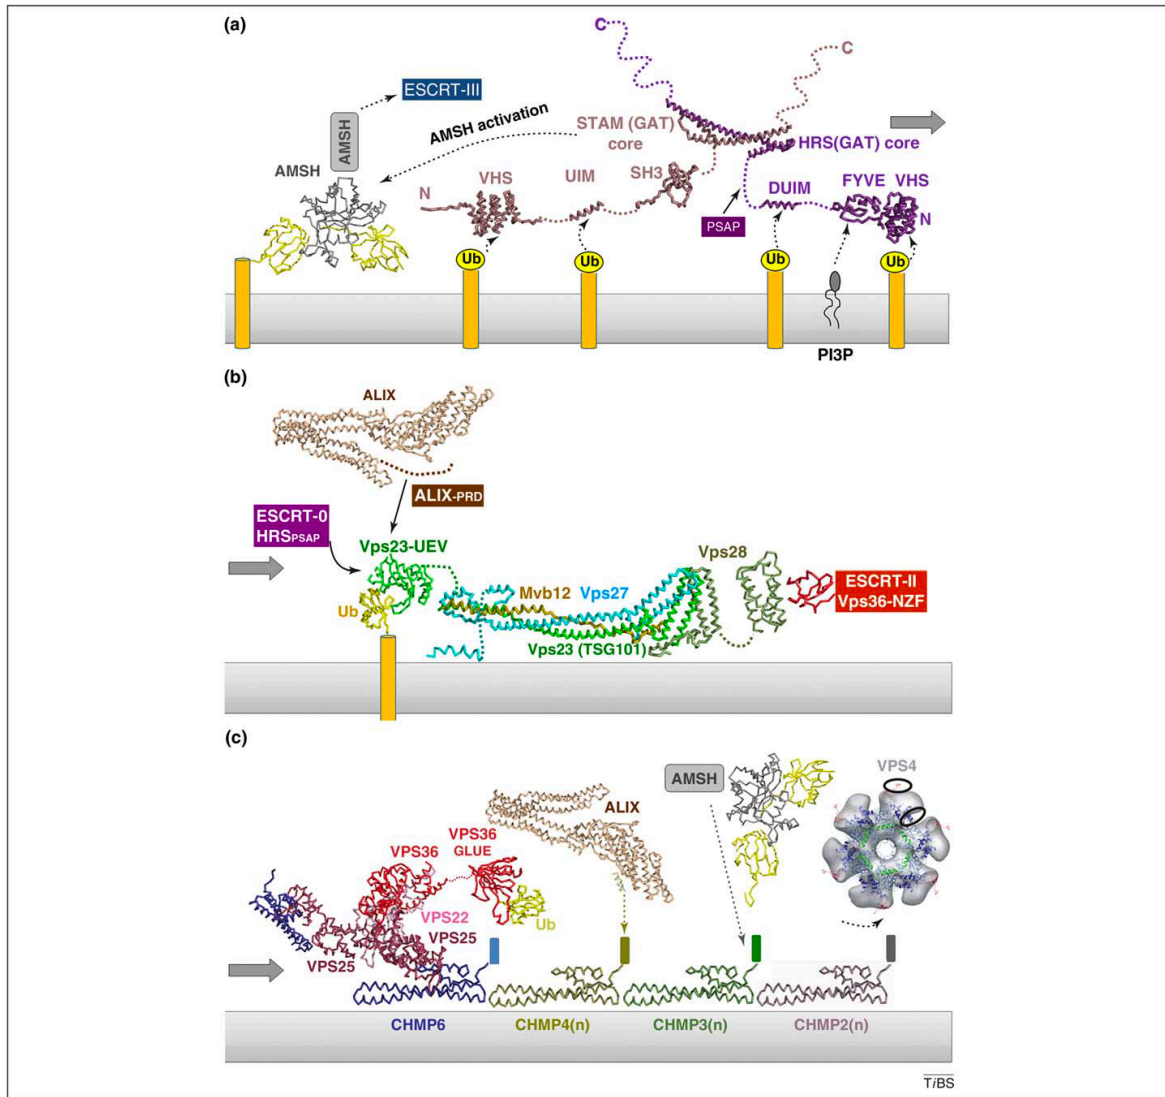 (a)
C
C
ESCRT-III
AMSH
AMSH activation
STAM (GAT)
core
HRS(GAT) core
AMSH
N
VHS
UIM
SH3
DUIM
FYVE
VHS
N
PSAP
Ub
Ub
Ub
Ub
PI3P
(b)
ALIX
ALIX-PRD
ESCRT-0
HRSPSAP
Vps23-UEV
Vps28
Mvb12
Vps27
ESCRT-II
Vps36-NZF
Ub
Vps23 (TSG101)
(c)
AMSH
VPS4
ALIX
VPS36
VPS36
GLUE
VPS22
Ub
VPS25
VPS25
CHMP6
CHMP4(n)
CHMP3(n)
CHMP2(n)
TiBS